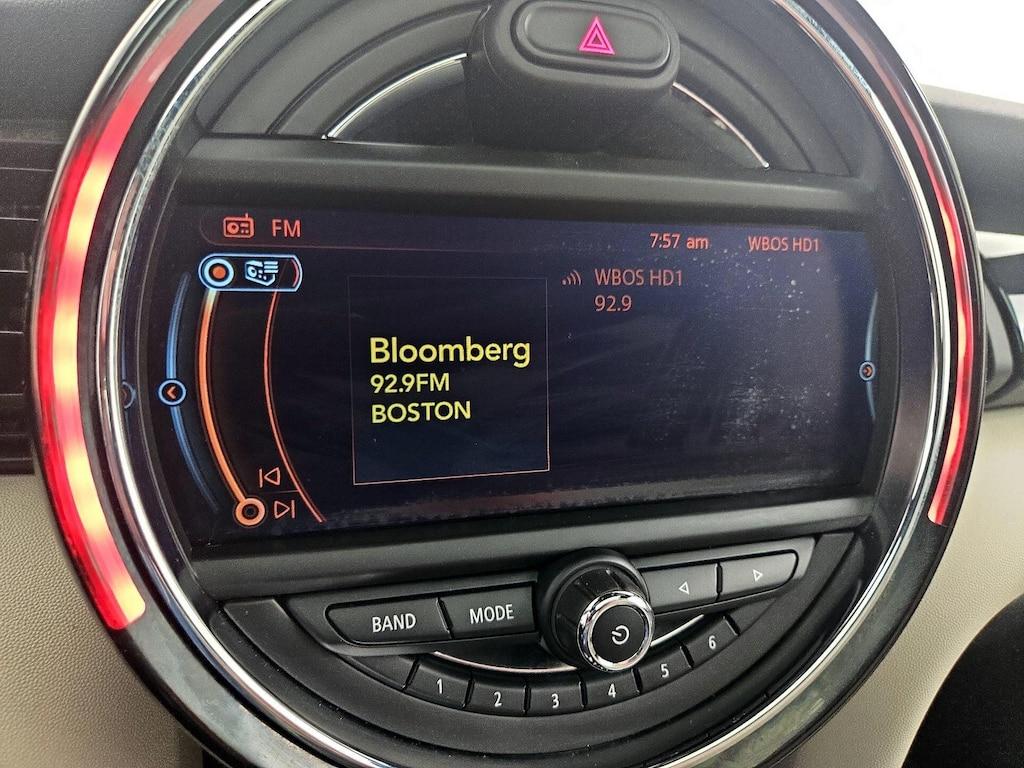 FM
7:57 am
WBOS HD1
WBOS HD1
92.9
Bloomberg
92.9FM
BOSTON
BAND
MODE
1
2
3
4
5
6